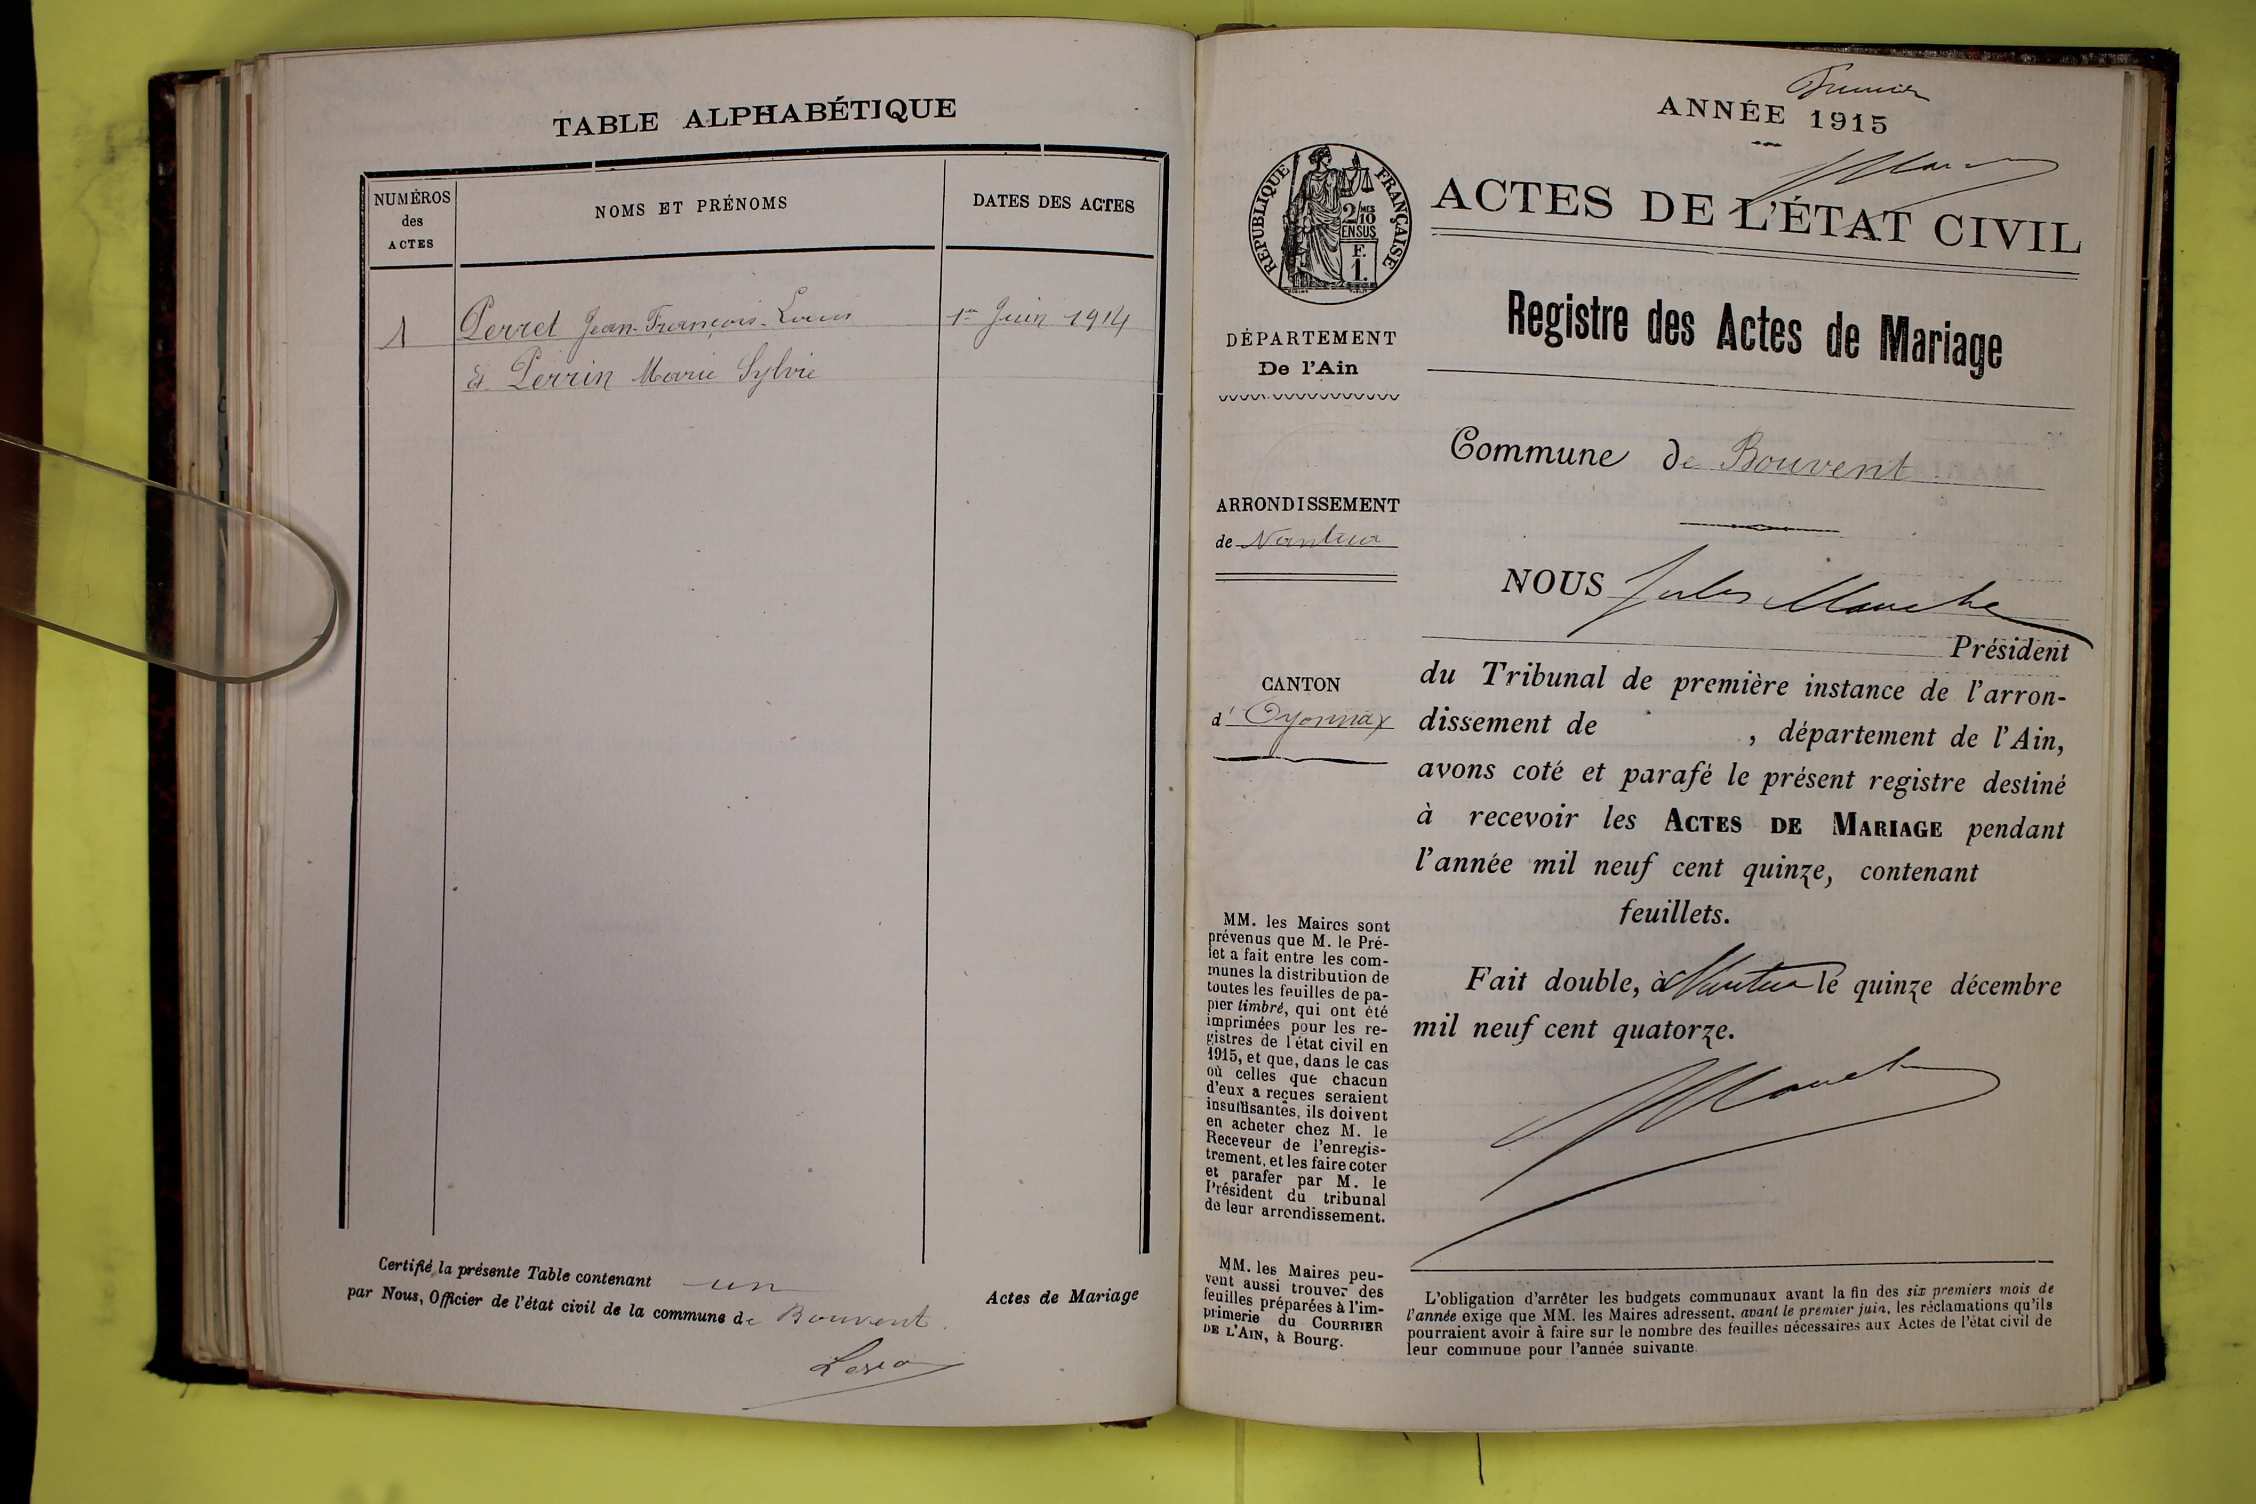 TABLE ALPHABÉTIQUE
NUMÉROS
des
ACTES
NOMS ET PRÉNOMS
DATES DES ACTES
1
Perret Jean-François-Louis
1er Juin 1914
& Perrin Marie Sylvie
Certifié la présente Table contenant un
Actes de Mariage
par Nous, Officier de l'état civil de la commune de Bouvent.
Premier
ANNÉE 1915
ACTES DE L'ÉTAT CIVIL
RÉPUBLIQUE FRANÇAISE
2/MES
10
EN SUS
F.
1.
Registre des Actes de Mariage
DÉPARTEMENT
De l'Ain
Commune de Bouvent
ARRONDISSEMENT
de Nantua
NOUS Jules
Président
CANTON
d'Oyonnax
du Tribunal de première instance de l'arron-
dissement de , département de l'Ain,
avons coté et parafé le présent registre destiné
à recevoir les ACTES DE MARIAGE pendant
l'année mil neuf cent quinze, contenant
feuillets.
Fait double, à Nantua le quinze décembre
mil neuf cent quatorze.
MM. les Maires sont
prévenus que M. le Pré-
fet a fait entre les com-
munes la distribution de
toutes les feuilles de pa-
pier timbré, qui ont été
imprimées pour les re-
gistres de l'état civil en
1915, et que, dans le cas
où celles que chacun
d'eux a reçues seraient
insuffisantes, ils doivent
en acheter chez M. le
Receveur de l'enregis-
trement, et les faire coter
et parafer par M. le
Président du tribunal
de leur arrondissement.
MM. les Maires peu-
vent aussi trouver des
feuilles préparées à l'im-
primerie du COURRIER
DE L'AIN, à Bourg.
L'obligation d'arrêter les budgets communaux avant la fin des six premiers mois de
l'année exige que MM. les Maires adressent, avant le premier juin, les réclamations qu'ils
pourraient avoir à faire sur le nombre des feuilles nécessaires aux Actes de l'état civil de
leur commune pour l'année suivante.